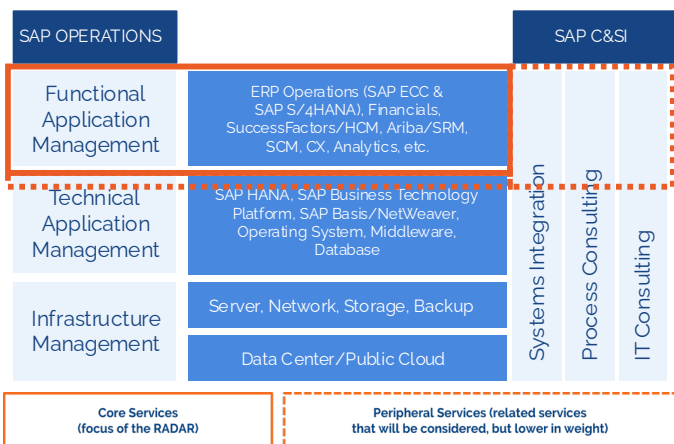 SAP OPERATIONS
SAP C&SI
Functional
Application
Management
ERP Operations (SAP ECC &
SAP S/4HANA), Financials,
SuccessFactors/HCM, Ariba/SRM,
SCM, CX, Analytics, etc.
Technical
Application
Management
SAP HANA, SAP Business Technology
Platform, SAP Basis/NetWeaver,
Operating System, Middleware,
Database
Infrastructure
Management
Server, Network, Storage, Backup
Data Center/Public Cloud
Systems Integration
Process Consulting
IT Consulting
Core Services
(focus of the RADAR)
Peripheral Services (related services
that will be considered, but lower in weight)